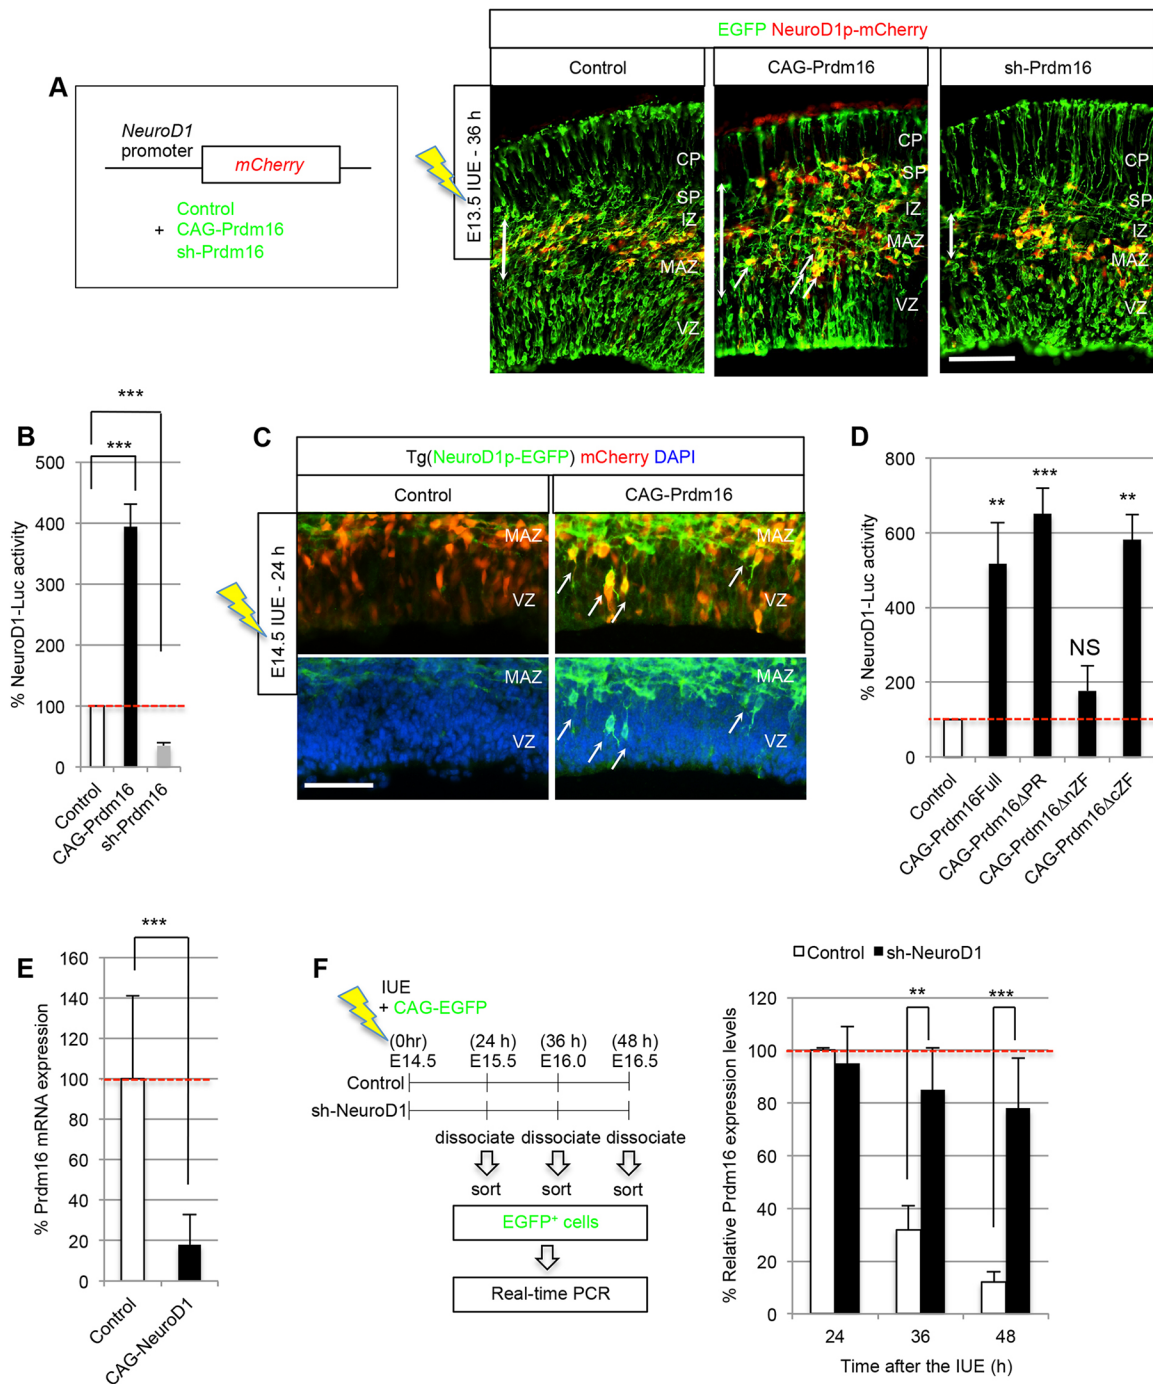 A
NeuroD1
promoter
mCherry
+
Control
CAG-Prdm16
sh-Prdm16
EGFP NeuroD1p-mCherry
Control
CAG-Prdm16
sh-Prdm16
E13.5 IUE - 36 h
CP
SP
IZ
MAZ
VZ
CP
SP
IZ
MAZ
VZ
CP
SP
IZ
MAZ
VZ
B
***
***
% NeuroD1-Luc activity
500
400
300
200
100
0
Control
CAG-Prdm16
sh-Prdm16
C
Tg(NeuroD1p-EGFP) mCherry DAPI
Control
CAG-Prdm16
E14.5 IUE - 24 h
MAZ
VZ
MAZ
VZ
MAZ
VZ
MAZ
VZ
D
% NeuroD1-Luc activity
800
600
400
200
0
**
***
NS
**
Control
CAG-Prdm16Full
CAG-Prdm16ΔPR
CAG-Prdm16ΔnZF
CAG-Prdm16ΔcZF
E
***
% Prdm16 mRNA expression
160
140
120
100
80
60
40
20
0
Control
CAG-NeuroD1
F
IUE
+ CAG-EGFP
(0hr) (24 h) (36 h) (48 h)
E14.5 E15.5 E16.0 E16.5
Control
sh-NeuroD1
dissociate dissociate dissociate
sort sort sort
EGFP⁺ cells
Real-time PCR
Control sh-NeuroD1
% Relative Prdm16 expression levels
120
100
80
60
40
20
0
**
***
24 36 48
Time after the IUE (h)